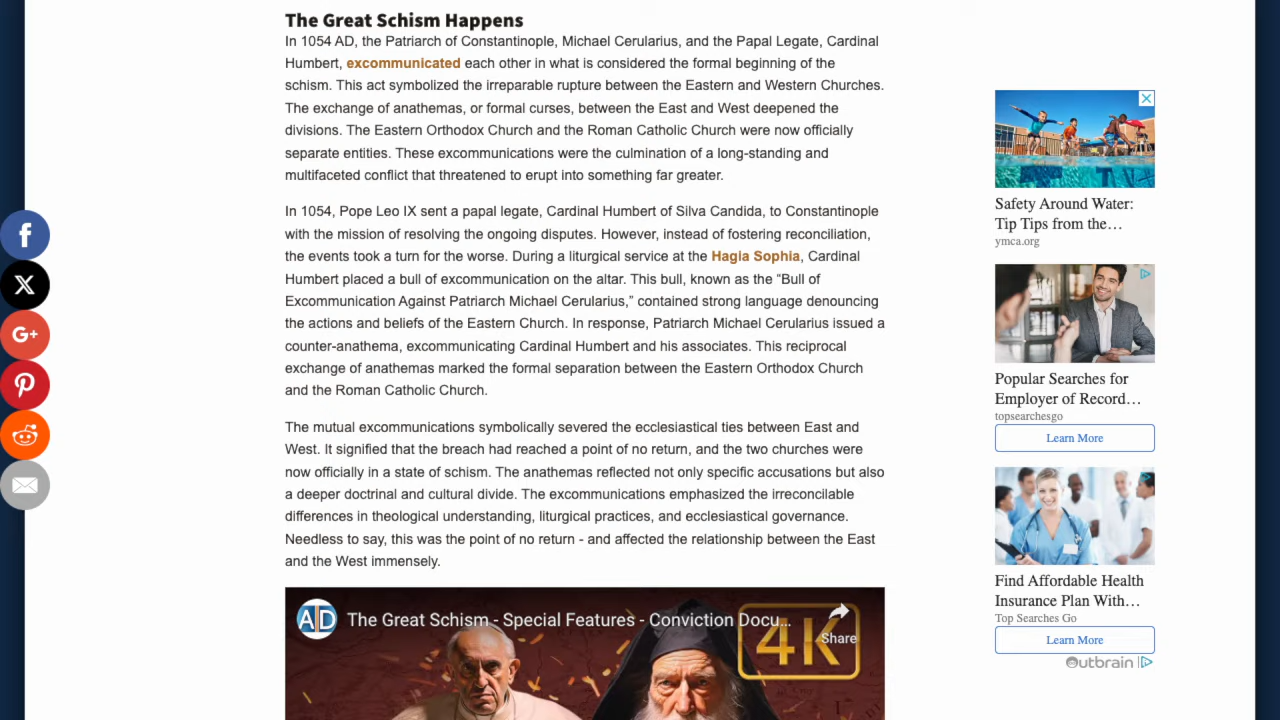 The Great Schism Happens
In 1054 AD, the Patriarch of Constantinople, Michael Cerularius, and the Papal Legate, Cardinal
Humbert, excommunicated each other in what is considered the formal beginning of the
schism. This act symbolized the irreparable rupture between the Eastern and Western Churches.
The exchange of anathemas, or formal curses, between the East and West deepened the
divisions. The Eastern Orthodox Church and the Roman Catholic Church were now officially
separate entities. These excommunications were the culmination of a long-standing and
multifaceted conflict that threatened to erupt into something far greater.
In 1054, Pope Leo IX sent a papal legate, Cardinal Humbert of Silva Candida, to Constantinople
with the mission of resolving the ongoing disputes. However, instead of fostering reconciliation,
the events took a turn for the worse. During a liturgical service at the Hagia Sophia, Cardinal
Humbert placed a bull of excommunication on the altar. This bull, known as the “Bull of
Excommunication Against Patriarch Michael Cerularius,” contained strong language denouncing
the actions and beliefs of the Eastern Church. In response, Patriarch Michael Cerularius issued a
counter-anathema, excommunicating Cardinal Humbert and his associates. This reciprocal
exchange of anathemas marked the formal separation between the Eastern Orthodox Church
and the Roman Catholic Church.
The mutual excommunications symbolically severed the ecclesiastical ties between East and
West. It signified that the breach had reached a point of no return, and the two churches were
now officially in a state of schism. The anathemas reflected not only specific accusations but also
a deeper doctrinal and cultural divide. The excommunications emphasized the irreconcilable
differences in theological understanding, liturgical practices, and ecclesiastical governance.
Needless to say, this was the point of no return - and affected the relationship between the East
and the West immensely.
AD
The Great Schism - Special Features - Conviction Docu...
Share
4K
Safety Around Water:
Tip Tips from the…
ymca.org
Popular Searches for
Employer of Record…
topsearchesgo
Learn More
Find Affordable Health
Insurance Plan With…
Top Searches Go
Learn More
Outbrain
f
X
G+